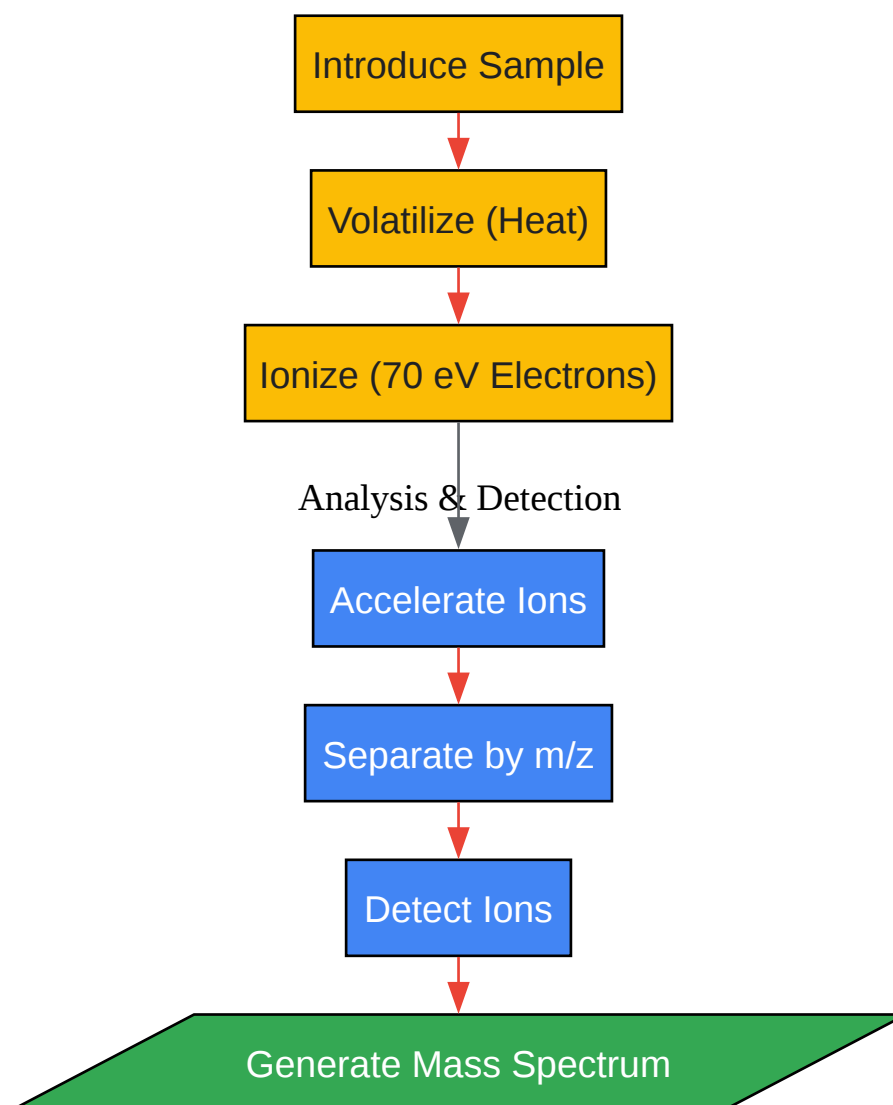 Introduce Sample
Volatilize (Heat)
Ionize (70 eV Electrons)
Analysis & Detection
Accelerate Ions
Separate by m/z
Detect Ions
Generate Mass Spectrum